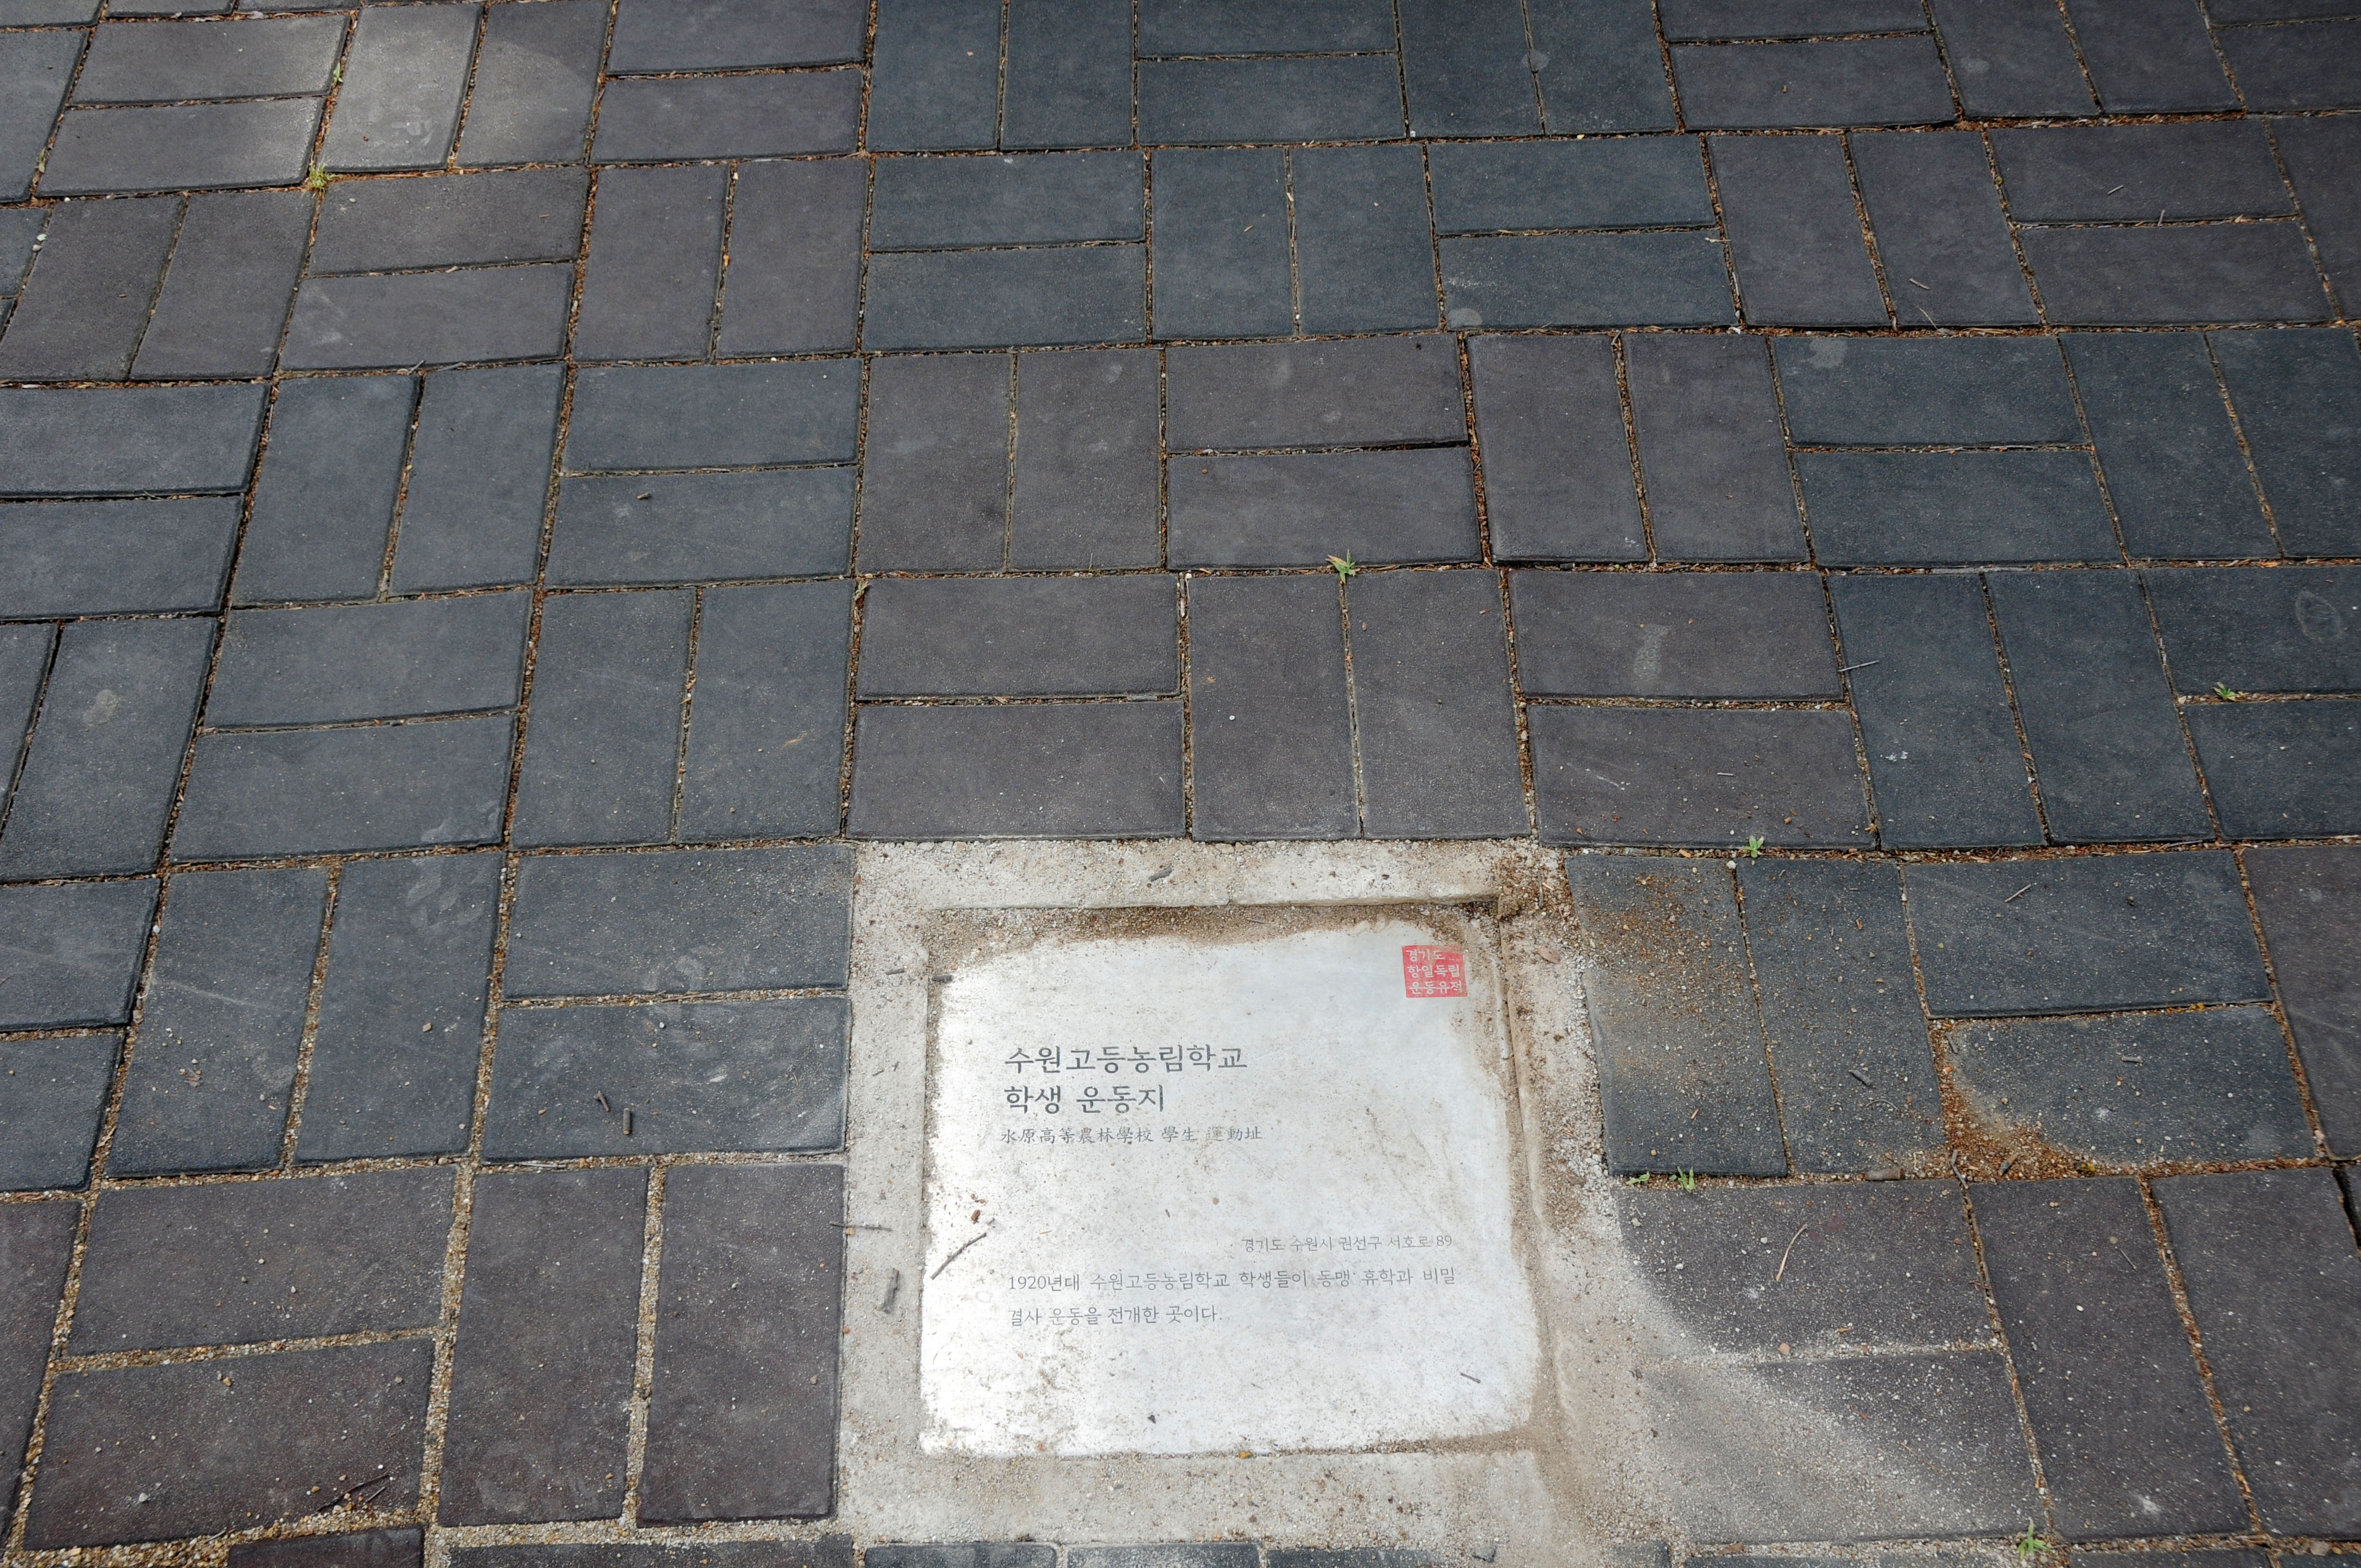 경기도
항일독립
운동유적
수원고등농림학교
학생 운동지
水原高等農林學校 學生 運動址
경기도 수원시 권선구 서호로 89
1920년대 수원고등농림학교 학생들이 동맹 휴학과 비밀
결사 운동을 전개한 곳이다.